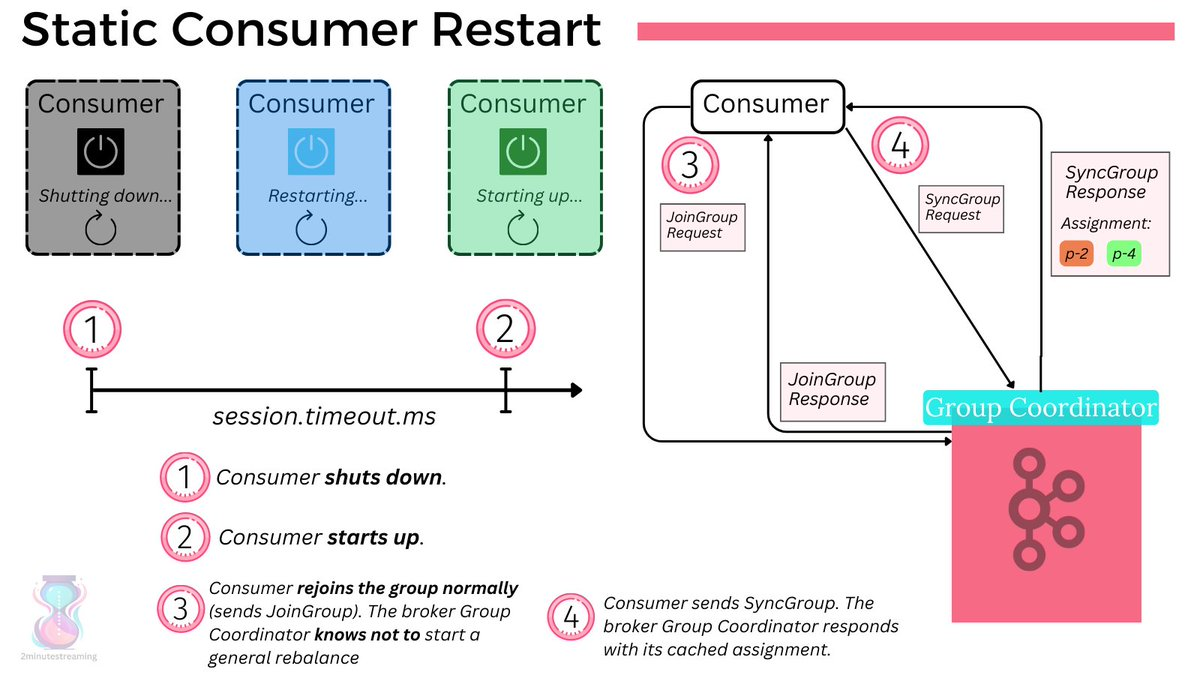 Static Consumer Restart
Consumer
Shutting down...
Consumer
Restarting...
Consumer
Starting up...
1
2
session.timeout.ms
1 Consumer shuts down.
2 Consumer starts up.
3 Consumer rejoins the group normally
(sends JoinGroup). The broker Group
Coordinator knows not to start a
general rebalance
4 Consumer sends SyncGroup. The
broker Group Coordinator responds
with its cached assignment.
Consumer
3
JoinGroup
Request
4
SyncGroup
Request
SyncGroup
Response
Assignment:
p-2 p-4
JoinGroup
Response
Group Coordinator
2minutestreaming